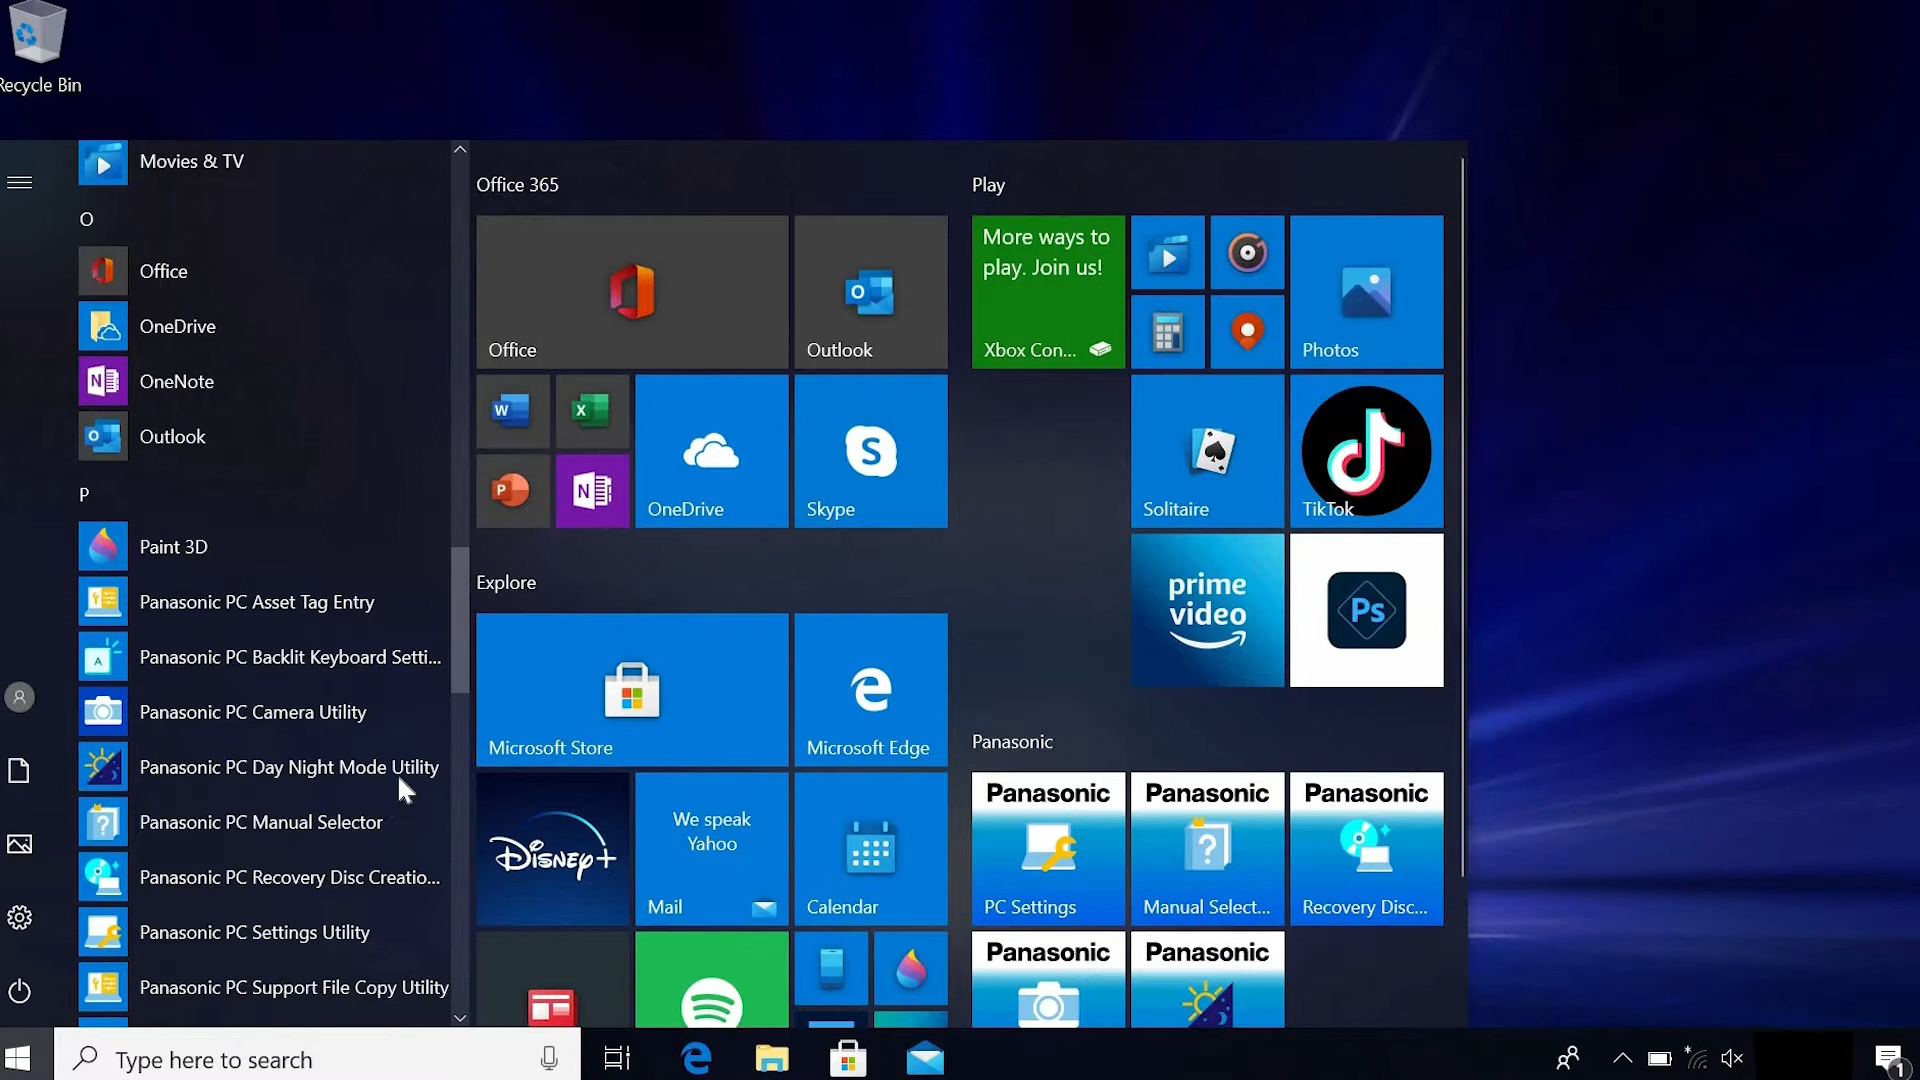 Recycle Bin
Movies & TV
O
Office
OneDrive
OneNote
Outlook
P
Paint 3D
Panasonic PC Asset Tag Entry
Panasonic PC Backlit Keyboard Setti...
Panasonic PC Camera Utility
Panasonic PC Day Night Mode Utility
Panasonic PC Manual Selector
Panasonic PC Recovery Disc Creatio...
Panasonic PC Settings Utility
Panasonic PC Support File Copy Utility
Office 365
Office
Outlook
OneDrive
Skype
Explore
Microsoft Store
Microsoft Edge
Disney+
We speak
Yahoo
Mail
Calendar
Play
More ways to
play. Join us!
Xbox Con...
Photos
Solitaire
TikTok
prime
video
Ps
Panasonic
Panasonic
PC Settings
Panasonic
Manual Select...
Panasonic
Recovery Disc...
Panasonic
Panasonic
Type here to search
1